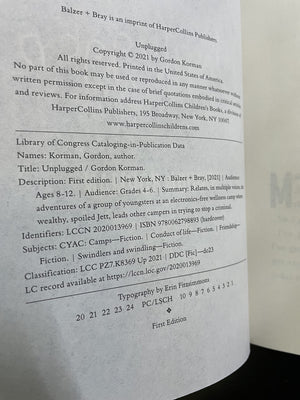 Balzer + Bray is an imprint of HarperCollins Publishers.
Unplugged
Copyright © 2021 by Gordon Korman
All rights reserved. Printed in the United States of America.
No part of this book may be used or reproduced in any manner whatsoever without
written permission except in the case of brief quotations embodied in critical articles
and reviews. For information address HarperCollins Children's Books, a division of
HarperCollins Publishers, 195 Broadway, New York, NY 10007.
www.harpercollinschildrens.com
Library of Congress Cataloging-in-Publication Data
Names: Korman, Gordon, author.
Title: Unplugged / Gordon Korman.
Description: First edition. | New York, NY : Balzer + Bray, [2021] | Audience:
Ages 8–12. | Audience: Grades 4–6. | Summary: Relates, in multiple voices, the
adventures of a group of youngsters at an electronics-free wellness camp where
wealthy, spoiled Jett, leads other campers in trying to stop a criminal.
Identifiers: LCCN 2020013969 | ISBN 9780062798893 (hardcover)
Subjects: CYAC: Camps—Fiction. | Conduct of life—Fiction. | Friendship—
Fiction. | Swindlers and swindling—Fiction.
Classification: LCC PZ7.K8369 Up 2021 | DDC [Fic]—dc23
LC record available at https://lccn.loc.gov/2020013969
Typography by Erin Fitzsimmons
20 21 22 23 24 PC/LSCH 10 9 8 7 6 5 4 3 2 1
First Edition